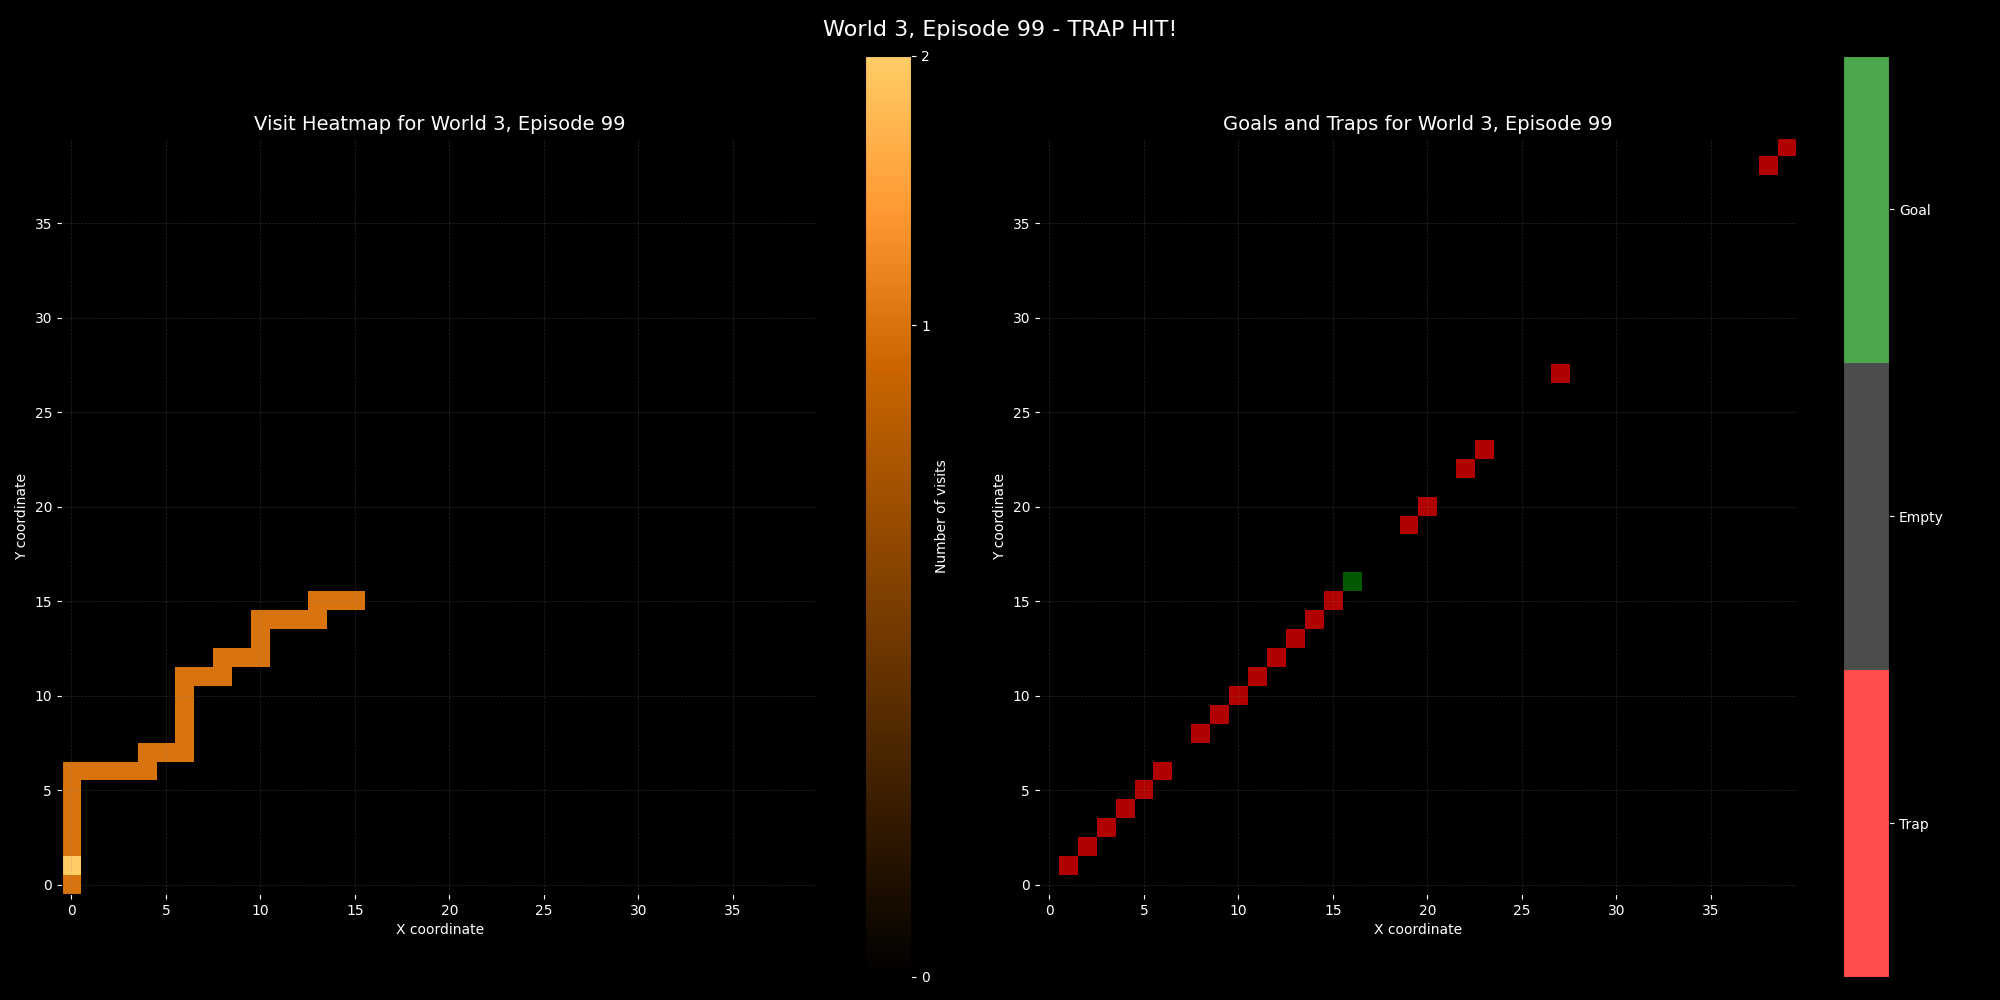 World 3, Episode 99 - TRAP HIT!
Visit Heatmap for World 3, Episode 99
35
30
25
20
15
10
5
0
Y coordinate
0 5 10 15 20 25 30 35
X coordinate
2
1
0
Number of visits
Goals and Traps for World 3, Episode 99
35
30
25
20
15
10
5
0
Y coordinate
0 5 10 15 20 25 30 35
X coordinate
Goal
Empty
Trap